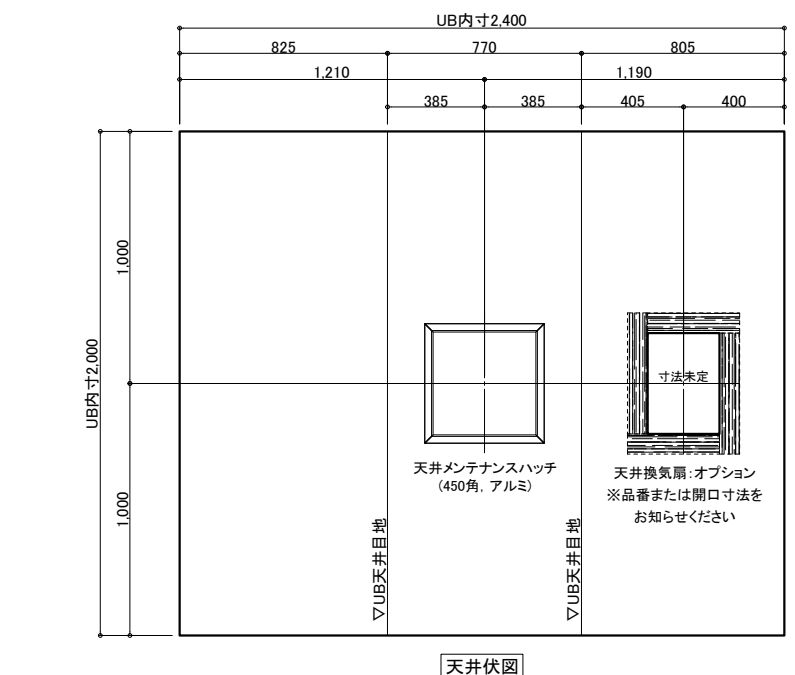 UB内寸2,400
825
770
805
1,210
1,190
385
385
405
400
1,000
UB内寸2,000
1,000
寸法未定
天井メンテナンスハッチ
(450角, アルミ)
天井換気扇:オプション
※品番または開口寸法を
お知らせください
▽UB天井目地
▽UB天井目地
天井伏図